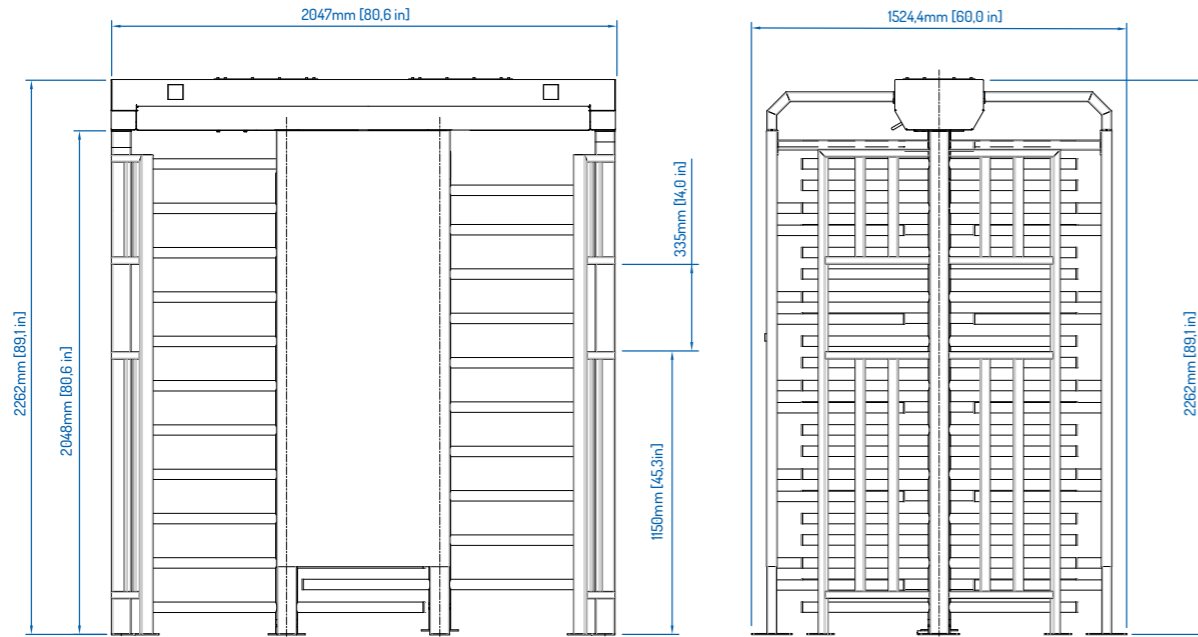 2047mm [80,6 in]
1524,4mm [60,0 in]
335mm [14,0 in]
2262mm [89,1 in]
2048mm [80,6 in]
1150mm [45,3in]
2262mm [89,1 in]